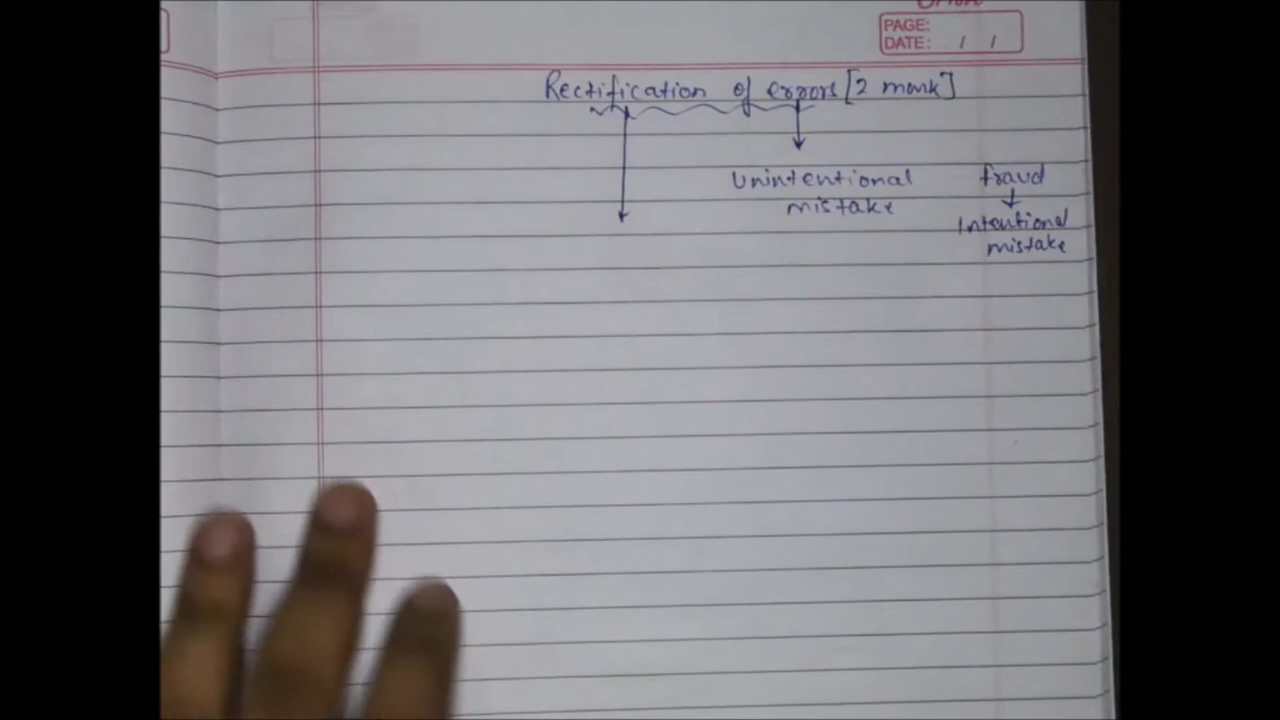 PAGE:
DATE: / /
Rectification of errors [2 mark]
Unintentional
mistake
fraud
Intentional
mistake